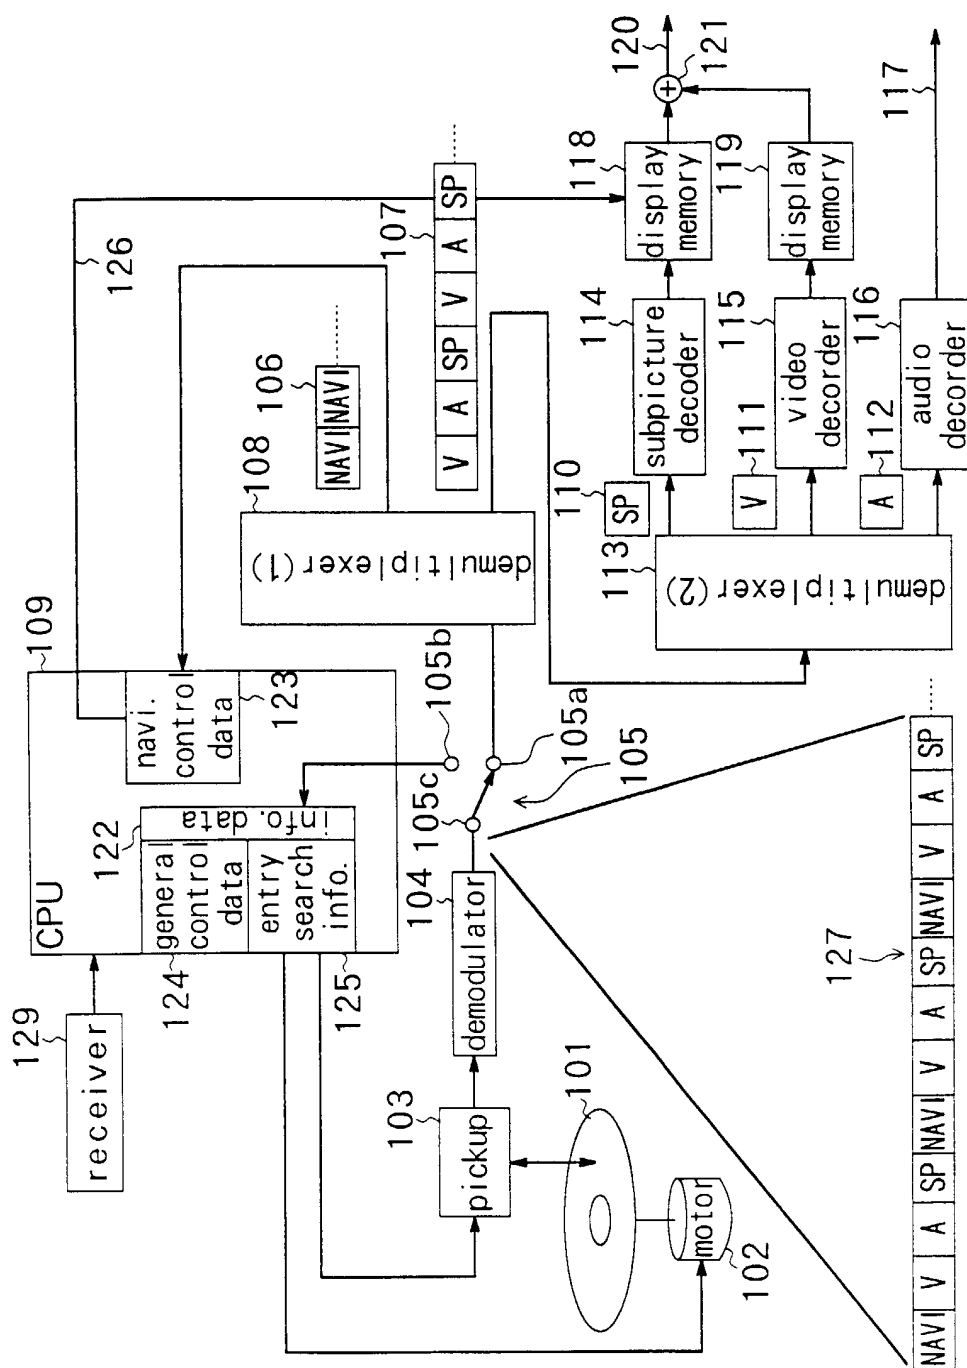 129
receiver
CPU
109
124
general
control
data
122
info. data
entry
search
info.
125
navi.
control
data
123
126
103
pickup
101
motor
102
104
demodulator
105c
105b
105a
105
108
demultiplexer(1)
106
NAVI NAVI
107
V A SP V A SP
113
demultiplexer(2)
110
SP
111
V
112
A
114
subpicture
decoder
115
video
decorder
116
audio
decorder
118
display
memory
119
display
memory
120
+
121
117
127
NAVI V A SP NAVI V A SP NAVI V A SP